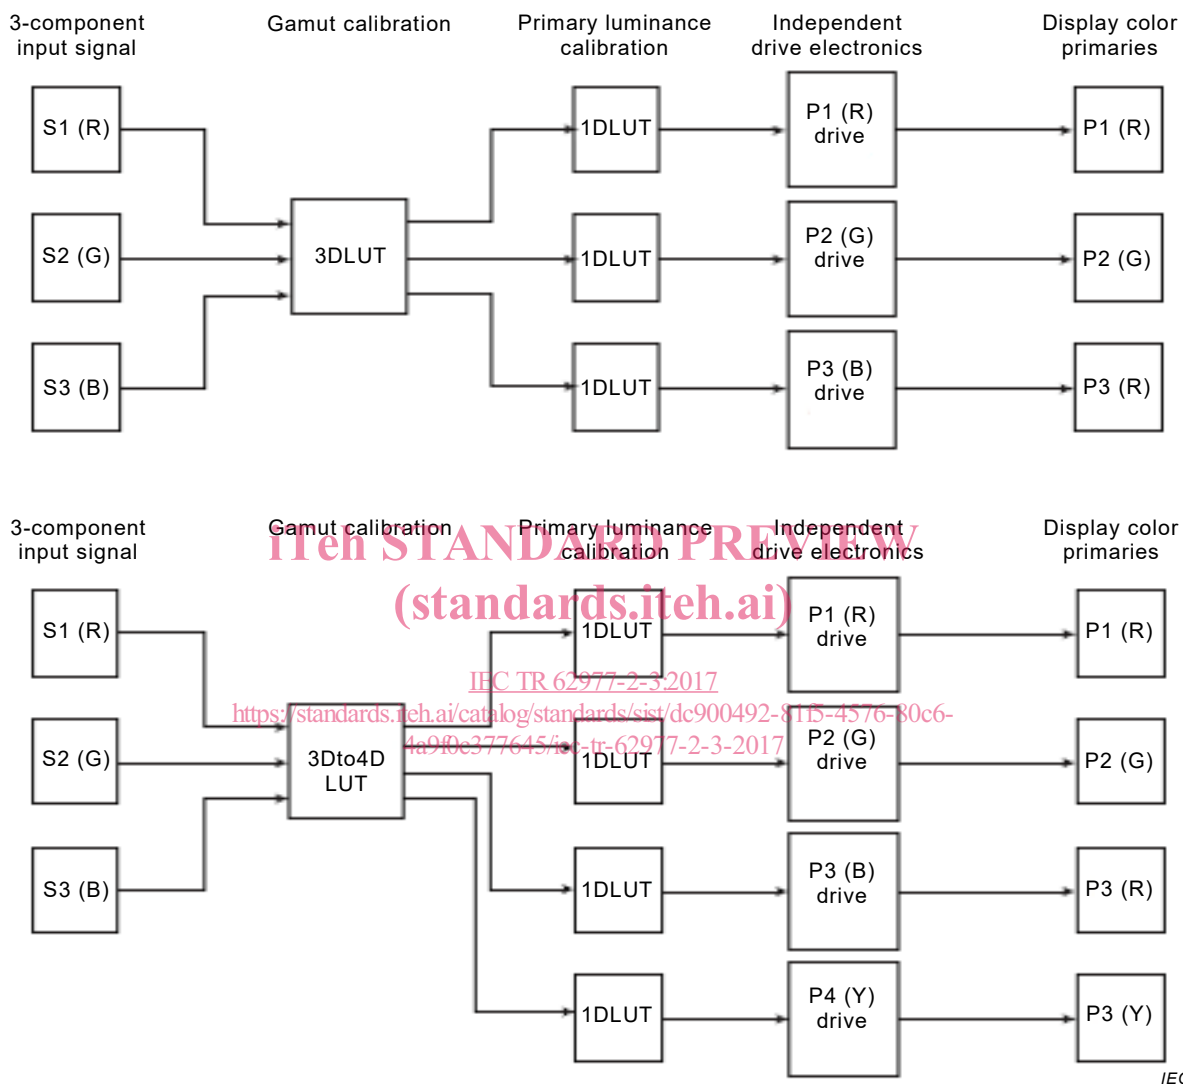 3-component
input signal
Gamut calibration
Primary luminance
calibration
Independent
drive electronics
Display color
primaries
S1 (R)
1DLUT
P1 (R)
drive
P1 (R)
S2 (G)
3DLUT
1DLUT
P2 (G)
drive
P2 (G)
S3 (B)
1DLUT
P3 (B)
drive
P3 (R)
3-component
input signal
Gamut calibration
Primary luminance
calibration
Independent
drive electronics
Display color
primaries
iTeh STANDARD PREVIEW
(standards.iteh.ai)
S1 (R)
1DLUT
P1 (R)
drive
P1 (R)
IEC TR 62977-2-3:2017
https://standards.iteh.ai/catalog/standards/sist/dc900492-81f5-4576-80c6-
4a9f0c377645/iec-tr-62977-2-3-2017
S2 (G)
3Dto4D
LUT
1DLUT
P2 (G)
drive
P2 (G)
S3 (B)
1DLUT
P3 (B)
drive
P3 (R)
1DLUT
P4 (Y)
drive
P3 (Y)
IEC